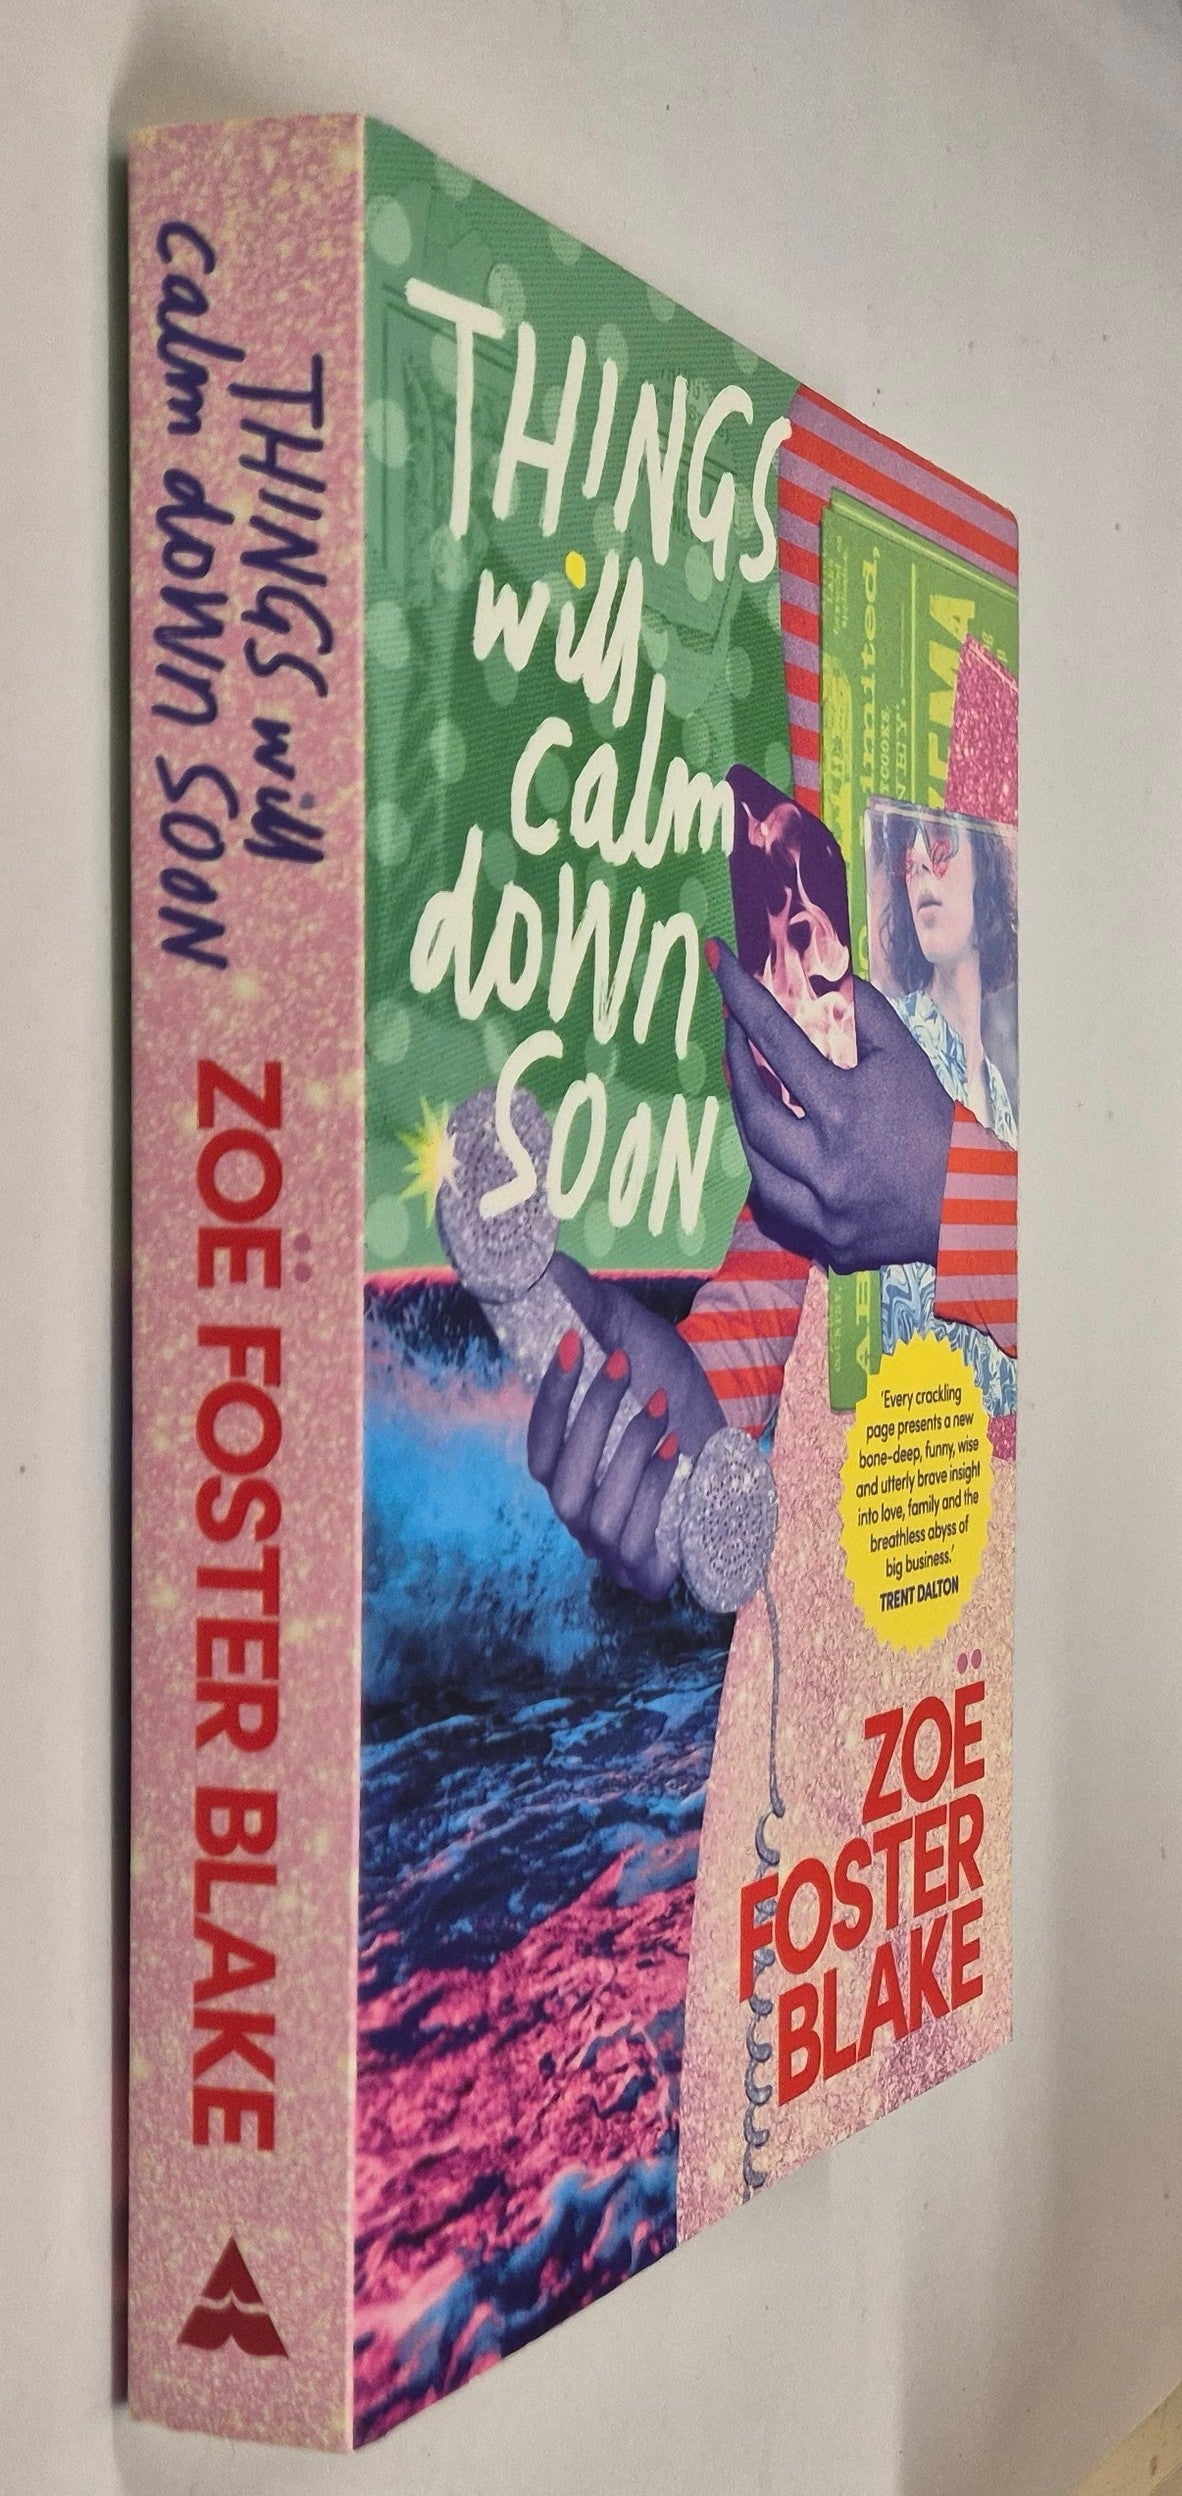 THINGS will
calm down soon
ZOË FOSTER BLAKE
THINGS
will
calm
down
soon
'Every crackling
page presents a new
bone-deep, funny, wise
and utterly brave insight
into love, family and the
breathless abyss of
big business.'
TRENT DALTON
ZOË
FOSTER
BLAKE